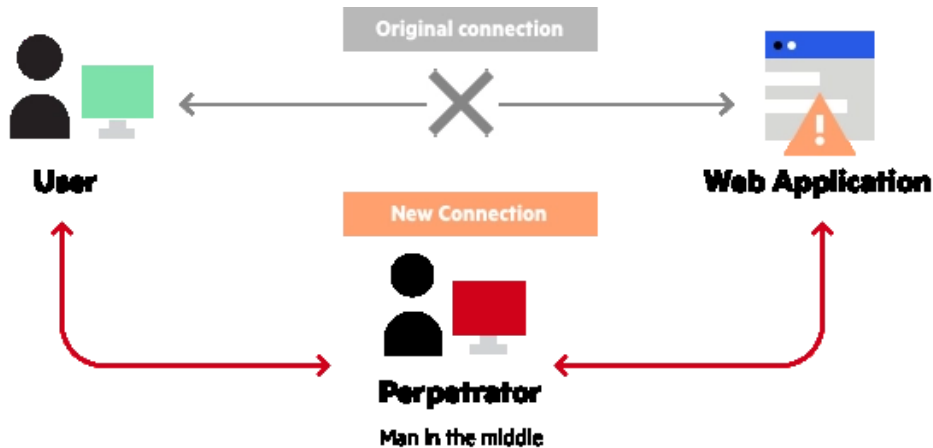 Original connection
User
Web Application
New Connection
Perpetrator
Man in the middle